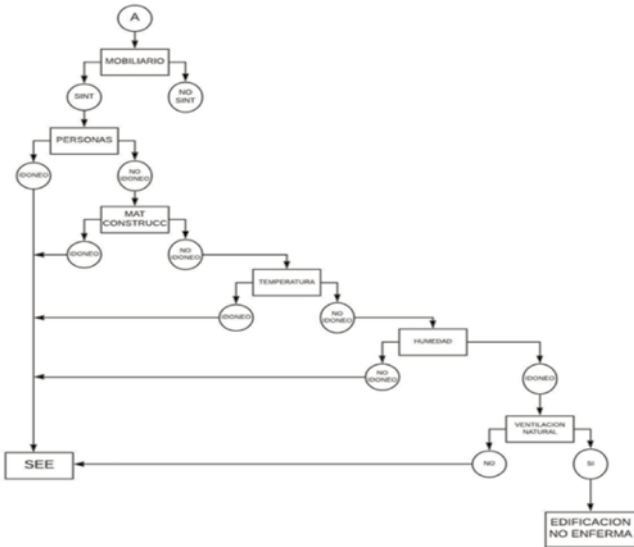 A
MOBILIARIO
SINT
NO
SINT
PERSONAS
IDONEO
NO
IDONEO
MAT
CONSTRUCC
IDONEO
NO
IDONEO
TEMPERATURA
IDONEO
NO
IDONEO
HUMEDAD
NO
IDONEO
IDONEO
VENTILACION
NATURAL
SEE
NO
SI
EDIFICACION
NO ENFERMA